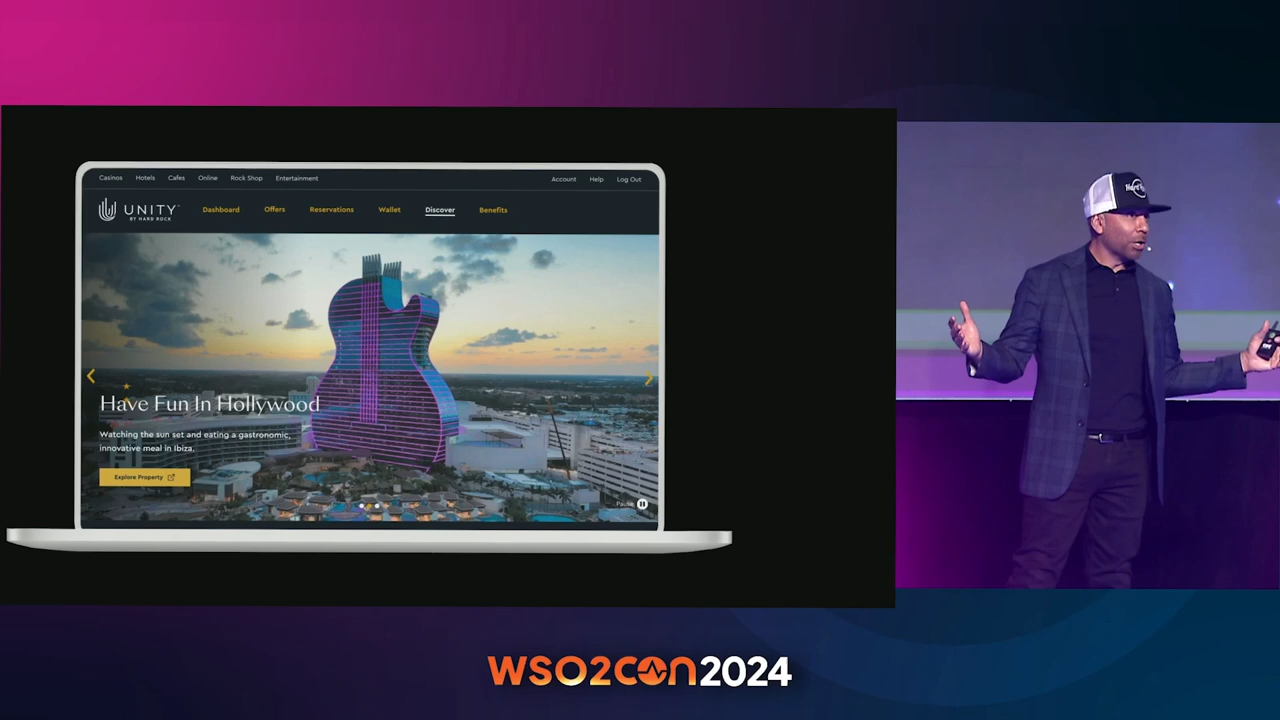 Casinos Hotels Cafes Online Rock Shop Entertainment Account Help Log Out
UNITY™ Dashboard Offers Reservations Wallet Discover Benefits
BY HARD ROCK
Have Fun In Hollywood
Watching the sun set and eating a gastronomic,
innovative meal in Ibiza.
Explore Property
Pause
WSO2CON2024